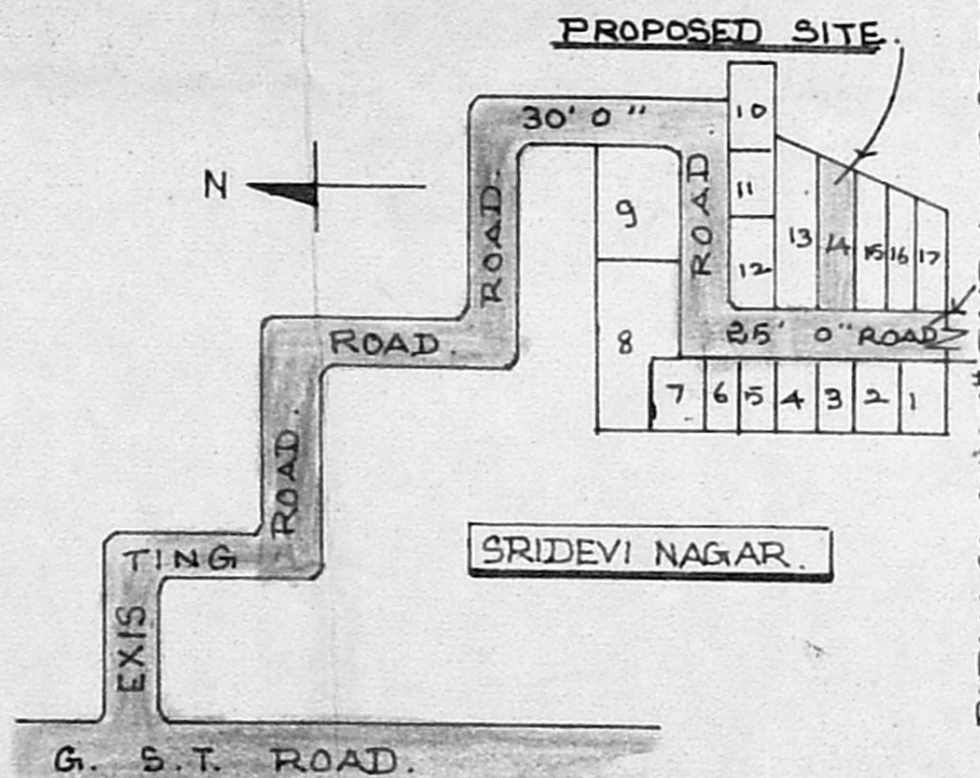 PROPOSED SITE.
30' 0"
10
N
ROAD.
ROAD
11
9
13
14
15
16
17
12
ROAD.
8
25' 0" ROAD
7
6
5
4
3
2
1
ROAD.
TING
SRIDEVI NAGAR.
EXIS
G. S.T. ROAD.